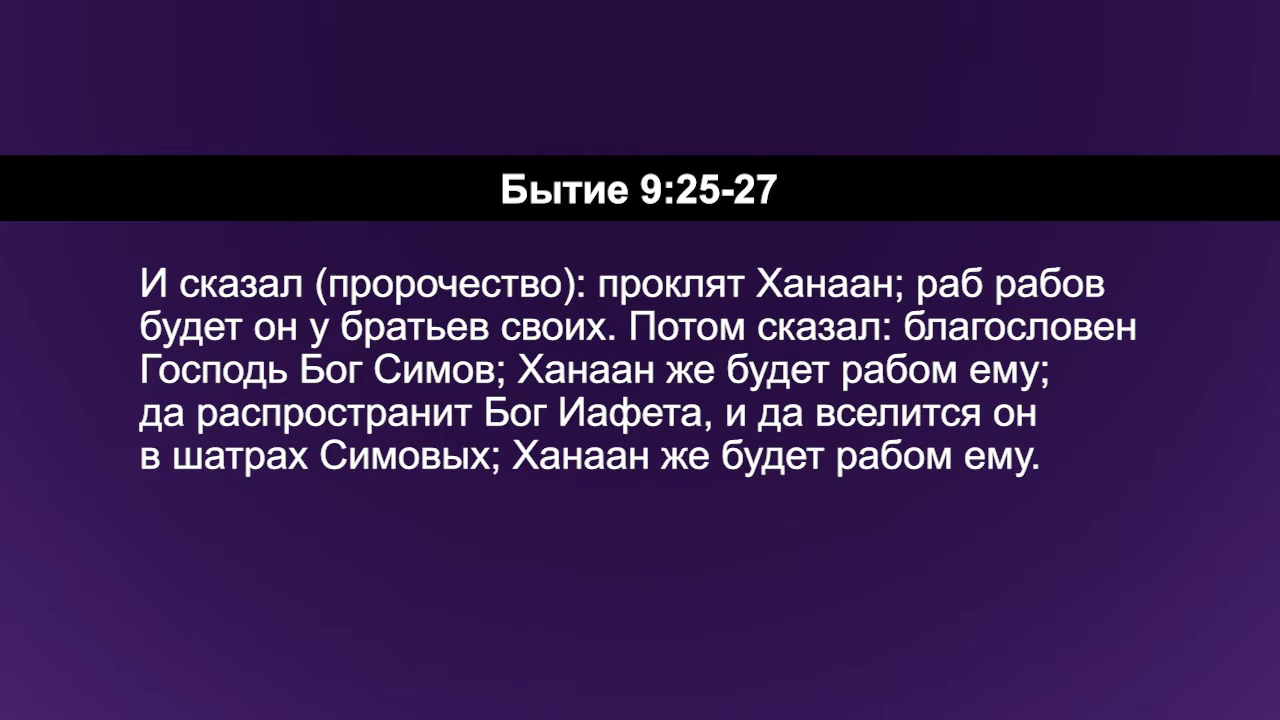 Бытие 9:25-27
И сказал (пророчество): проклят Ханаан; раб рабов
будет он у братьев своих. Потом сказал: благословен
Господь Бог Симов; Ханаан же будет рабом ему;
да распространит Бог Иафета, и да вселится он
в шатрах Симовых; Ханаан же будет рабом ему.